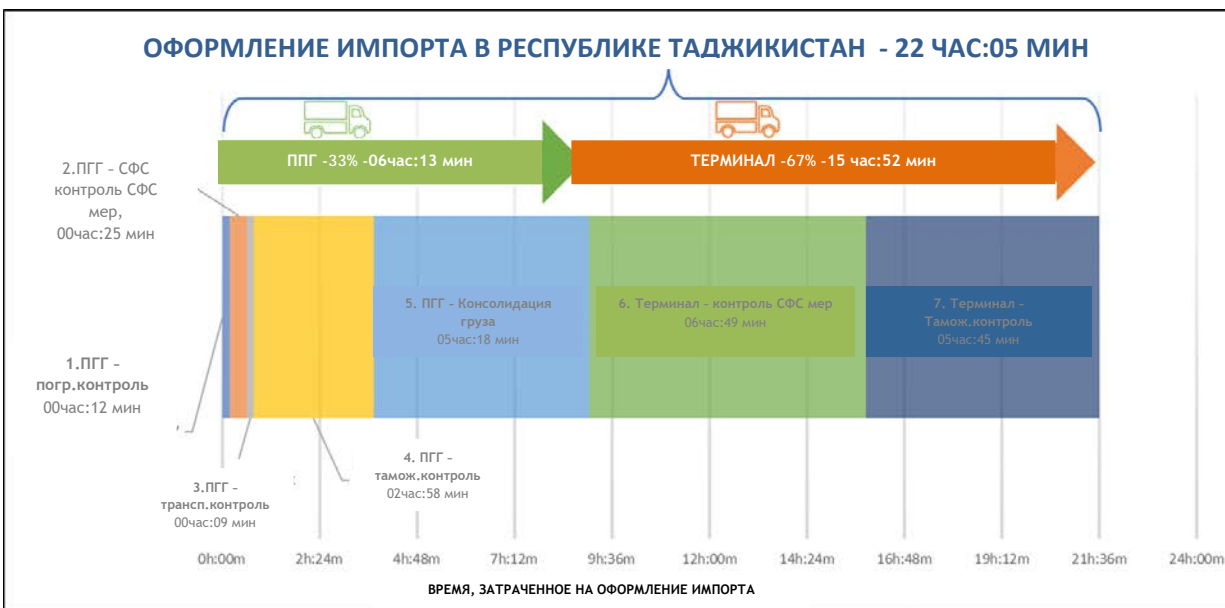 ОФОРМЛЕНИЕ ИМПОРТА В РЕСПУБЛИКЕ ТАДЖИКИСТАН - 22 ЧАС:05 МИН
ППГ -33% -06час:13 мин
ТЕРМИНАЛ -67% -15 час:52 мин
2.ПГГ – СФС
контроль СФС
мер,
00час:25 мин
1.ПГГ –
погр.контроль
00час:12 мин
3.ПГГ –
трансп.контроль
00час:09 мин
4. ПГГ –
тамож.контроль
02час:58 мин
5. ПГГ - Консолидация
груза
05час:18 мин
6. Терминал - контроль СФС мер
06час:49 мин
7. Терминал –
Тамож.контроль
05час:45 мин
0h:00m
2h:24m
4h:48m
7h:12m
9h:36m
12h:00m
14h:24m
16h:48m
19h:12m
21h:36m
24h:00m
ВРЕМЯ, ЗАТРАЧЕННОЕ НА ОФОРМЛЕНИЕ ИМПОРТА